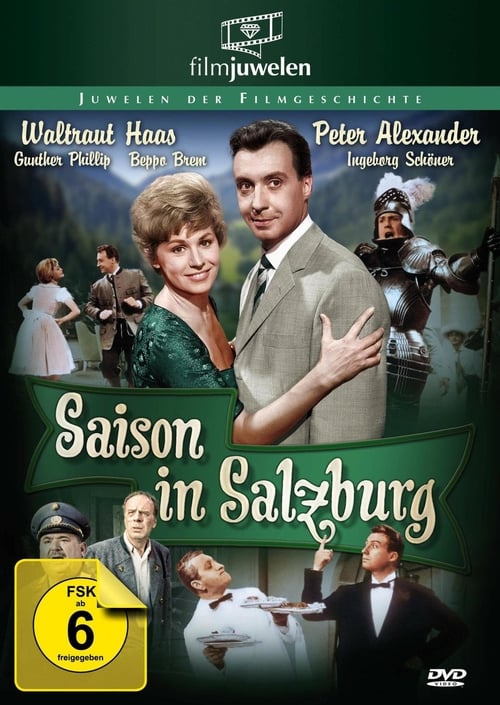 filmjuwelen
Juwelen der Filmgeschichte
Waltraut Haas
Peter Alexander
Gunther Phillip Beppo Brem
Ingeborg Schöner
Saison
in Salzburg
FSK
ab
6
freigegeben
DVD
VIDEO